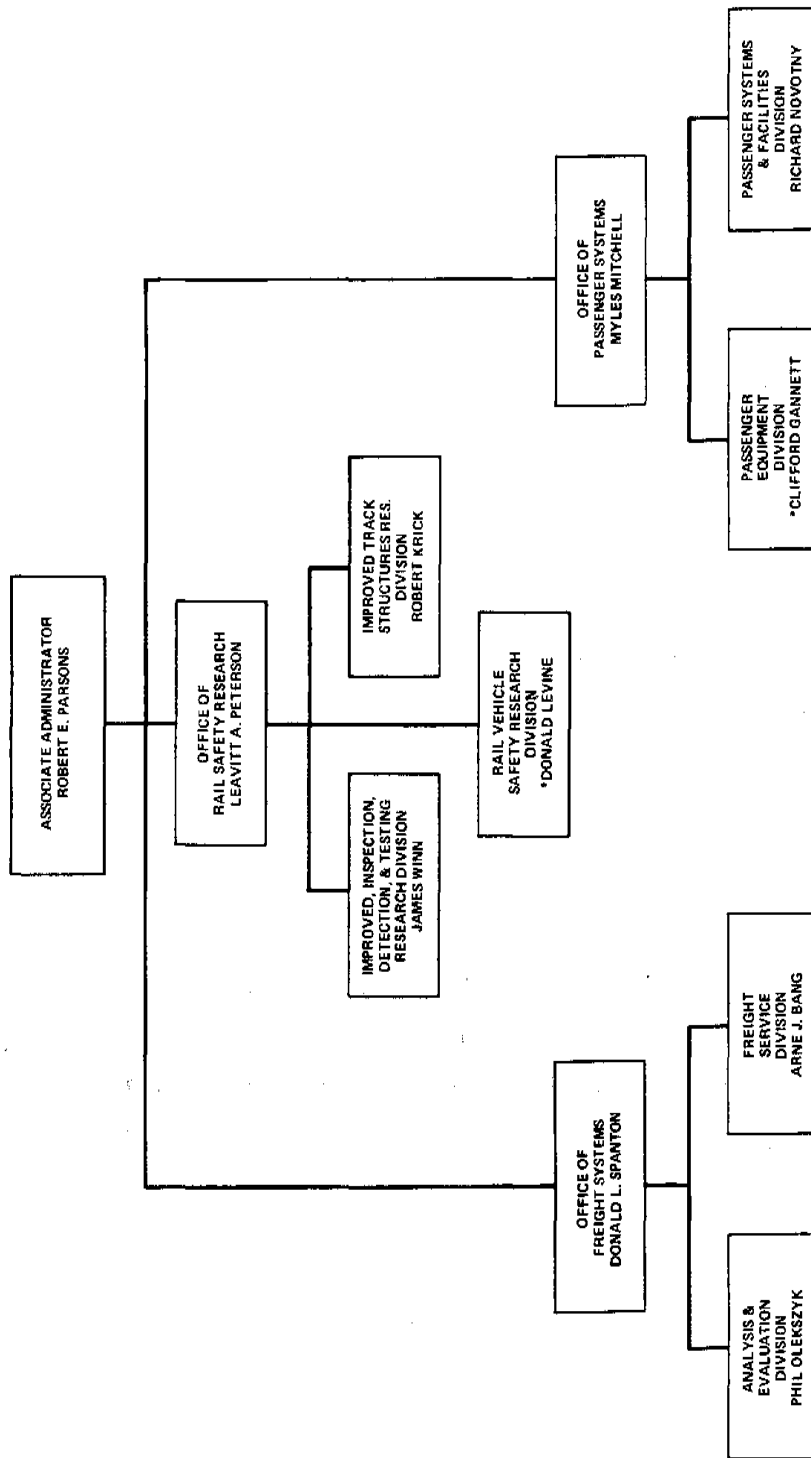 ASSOCIATE ADMINISTRATOR
ROBERT E. PARSONS
OFFICE OF
RAIL SAFETY RESEARCH
LEAVITT A. PETERSON
IMPROVED, INSPECTION,
DETECTION, & TESTING
RESEARCH DIVISION
JAMES WINN
IMPROVED TRACK
STRUCTURES RES.
DIVISION
ROBERT KRICK
RAIL VEHICLE
SAFETY RESEARCH
DIVISION
*DONALD LEVINE
OFFICE OF
FREIGHT SYSTEMS
DONALD L. SPANTON
OFFICE OF
PASSENGER SYSTEMS
MYLES MITCHELL
ANALYSIS &
EVALUATION
DIVISION
PHIL OLEKSZYK
FREIGHT
SERVICE
DIVISION
ARNE J. BANG
PASSENGER
EQUIPMENT
DIVISION
*CLIFFORD GANNETT
PASSENGER SYSTEMS
& FACILITIES
DIVISION
RICHARD NOVOTNY